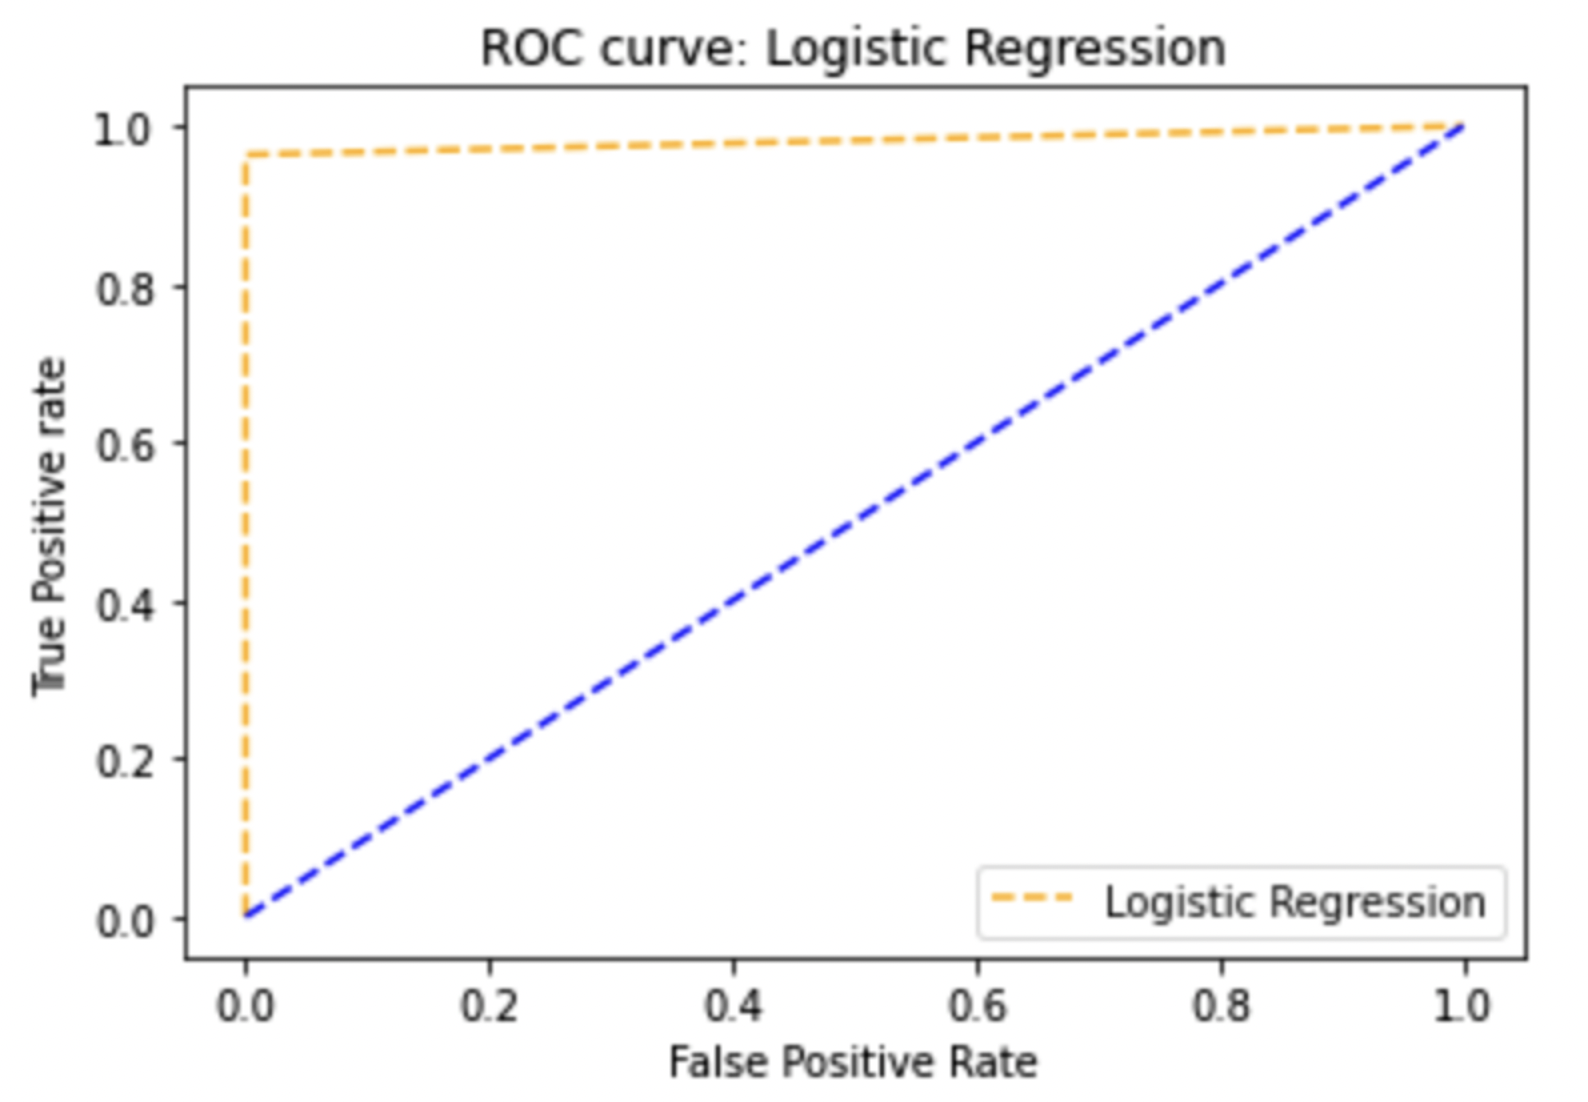 ROC curve: Logistic Regression
True Positive rate
1.0
0.8
0.6
0.4
0.2
0.0
Logistic Regression
0.0 0.2 0.4 0.6 0.8 1.0
False Positive Rate